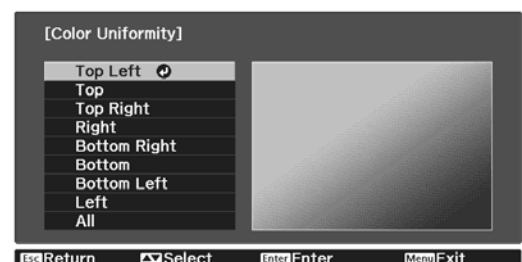 [Color Uniformity]
Top Left
Top
Top Right
Right
Bottom Right
Bottom
Bottom Left
Left
All
Esc Return Select Enter Enter Menu Exit